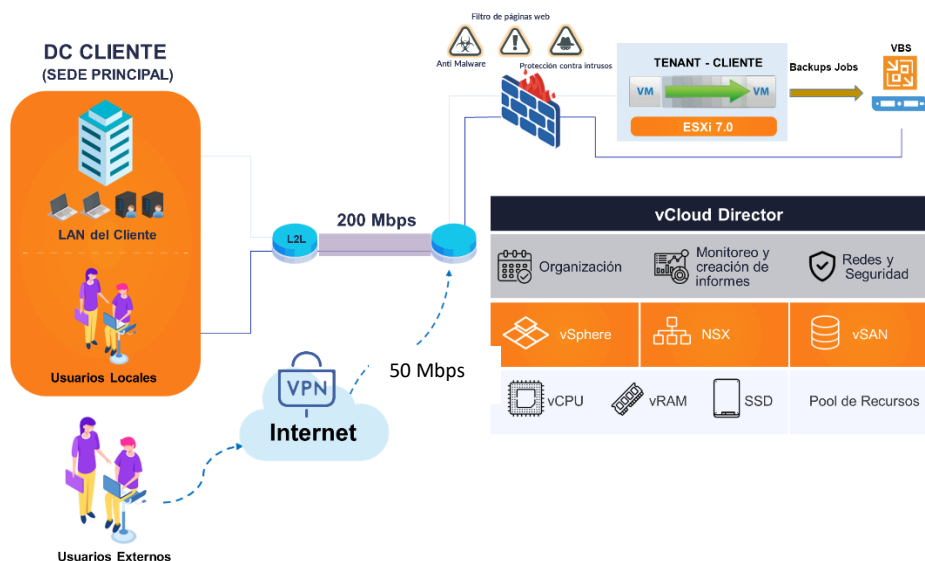 Filtro de páginas web
Anti Malware
Protección contra intrusos
DC CLIENTE
(SEDE PRINCIPAL)
TENANT - CLIENTE
VM
VM
ESXi 7.0
Backups Jobs
VBS
LAN del Cliente
Usuarios Locales
L2L
200 Mbps
50 Mbps
VPN
Internet
Usuarios Externos
vCloud Director
Organización
Monitoreo y
creación de
informes
Redes y
Seguridad
vSphere
NSX
vSAN
vCPU
vRAM
SSD
Pool de Recursos